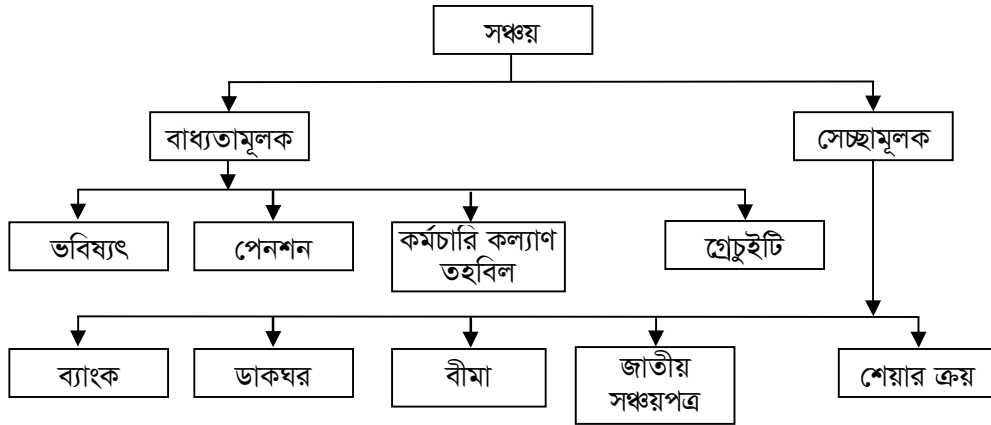 সঞ্চয়
বাধ্যতামূলক
সেচ্ছামূলক
ভবিষ্যৎ
পেনশন
কর্মচারি কল্যাণ
তহবিল
গ্রেচুইটি
ব্যাংক
ডাকঘর
বীমা
জাতীয়
সঞ্চয়পত্র
শেয়ার ক্রয়